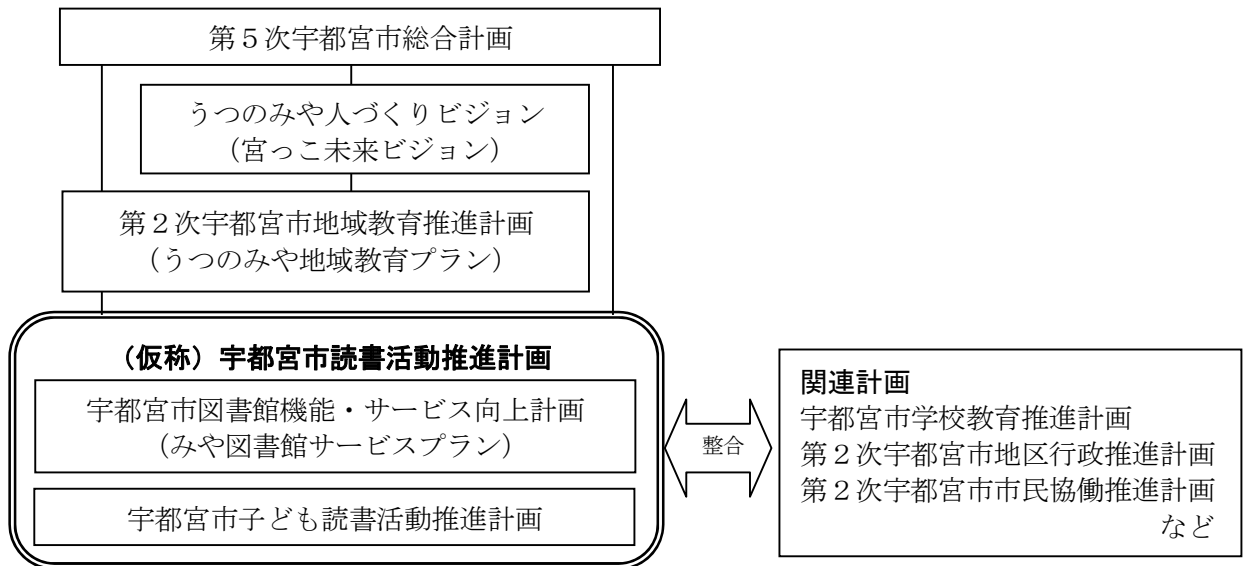 第５次宇都宮市総合計画
うつのみや人づくりビジョン
（宮っこ未来ビジョン）
第２次宇都宮市地域教育推進計画
（うつのみや地域教育プラン）
（仮称）宇都宮市読書活動推進計画
宇都宮市図書館機能・サービス向上計画
（みや図書館サービスプラン）
宇都宮市子ども読書活動推進計画
整合
関連計画
宇都宮市学校教育推進計画
第２次宇都宮市地区行政推進計画
第２次宇都宮市市民協働推進計画
など